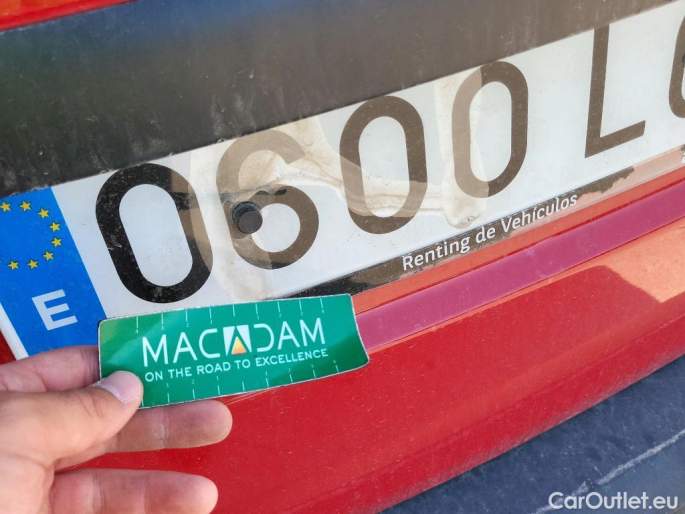 0600 L
E
Renting de Vehículos
MACADAM
ON THE ROAD TO EXCELLENCE
CarOutlet.eu